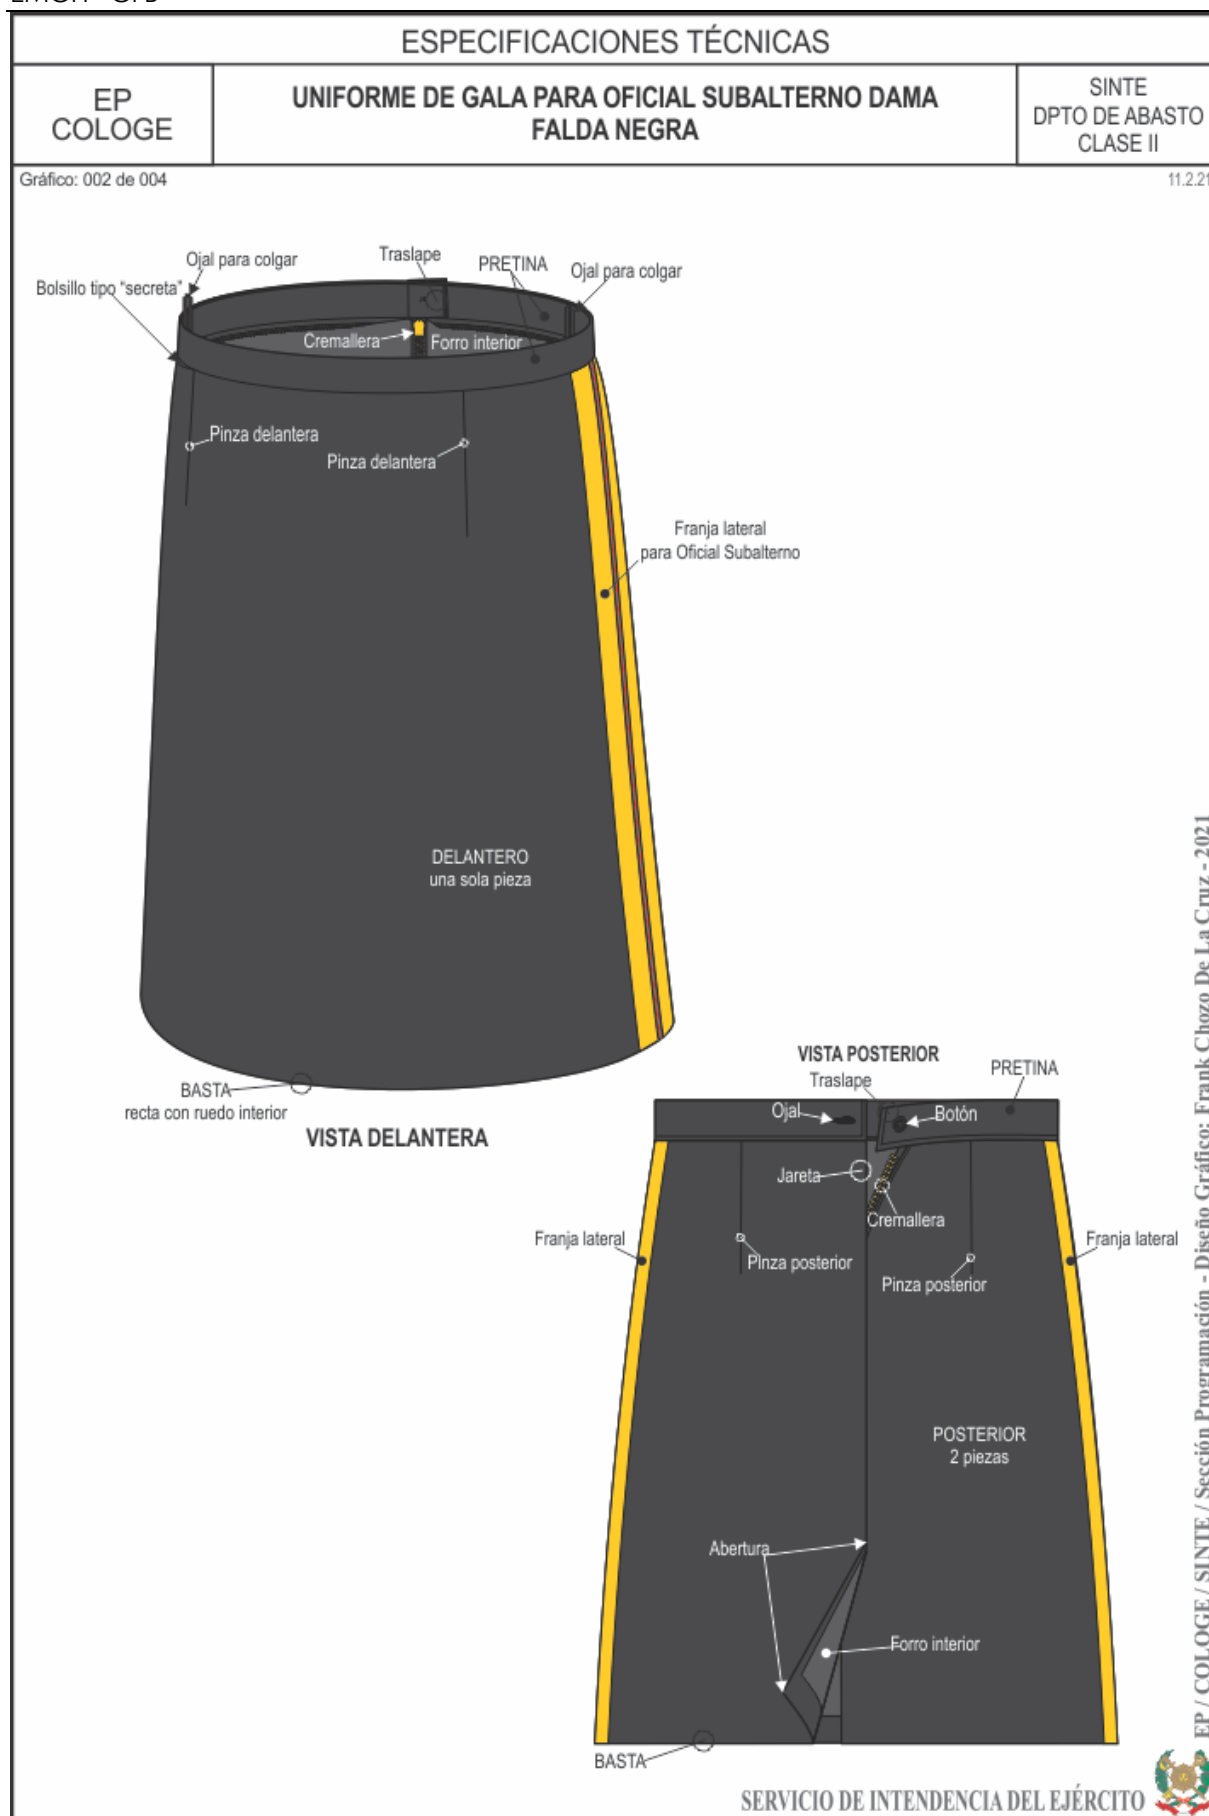 ESPECIFICACIONES TÉCNICAS
EP
COLOGE
UNIFORME DE GALA PARA OFICIAL SUBALTERNO DAMA
FALDA NEGRA
SINTE
DPTO DE ABASTO
CLASE II
Gráfico: 002 de 004
11.2.21
Ojal para colgar
Traslape
PRETINA
Ojal para colgar
Bolsillo tipo “secreta”
Cremallera
Forro interior
Pinza delantera
Pinza delantera
Franja lateral
para Oficial Subalterno
DELANTERO
una sola pieza
BASTA
recta con ruedo interior
VISTA DELANTERA
VISTA POSTERIOR
Traslape
PRETINA
Ojal
Botón
Jareta
Cremallera
Franja lateral
Franja lateral
Pinza posterior
Pinza posterior
POSTERIOR
2 piezas
Abertura
Forro interior
BASTA
EP / COLOGE / SINTE / Sección Programación - Diseño Gráfico: Frank Chozo De La Cruz - 2021
SERVICIO DE INTENDENCIA DEL EJÉRCITO